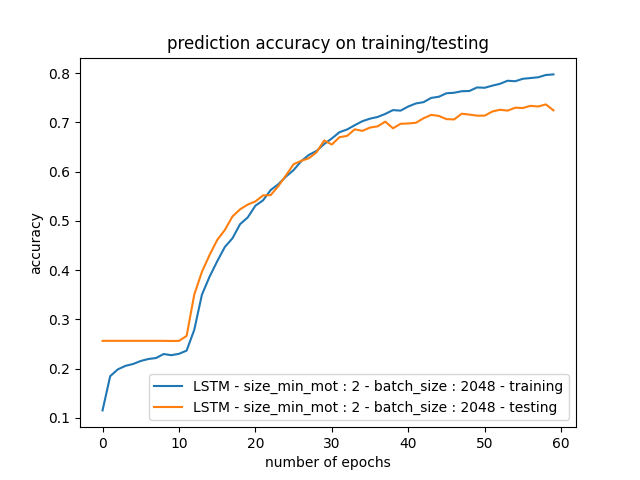 prediction accuracy on training/testing
accuracy
0.8
0.7
0.6
0.5
0.4
0.3
0.2
0.1
LSTM - size_min_mot : 2 - batch_size : 2048 - training
LSTM - size_min_mot : 2 - batch_size : 2048 - testing
0 10 20 30 40 50 60
number of epochs